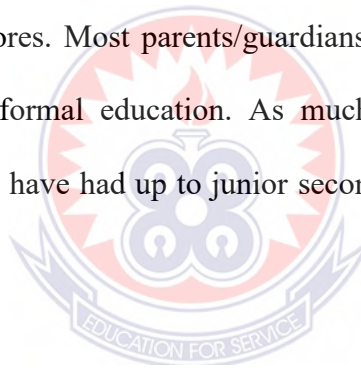 ores. Most parents/guardians
formal education. As much
have had up to junior secon
EDUCATION FOR SERVICE